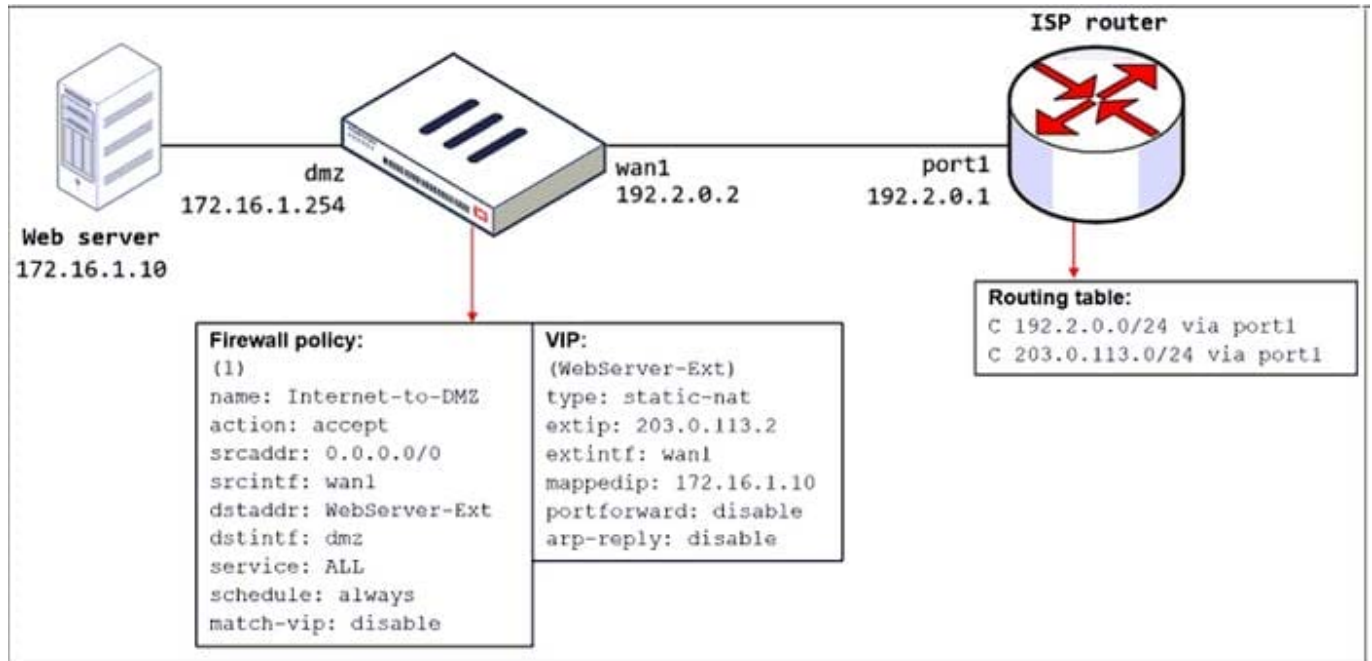 ISP router
dmz
172.16.1.254
wan1
192.2.0.2
port1
192.2.0.1
Web server
172.16.1.10
Firewall policy:
(1)
name: Internet-to-DMZ
action: accept
srcaddr: 0.0.0.0/0
srcintf: wan1
dstaddr: WebServer-Ext
dstintf: dmz
service: ALL
schedule: always
match-vip: disable
VIP:
(WebServer-Ext)
type: static-nat
extip: 203.0.113.2
extintf: wan1
mappedip: 172.16.1.10
portforward: disable
arp-reply: disable
Routing table:
C 192.2.0.0/24 via port1
C 203.0.113.0/24 via port1